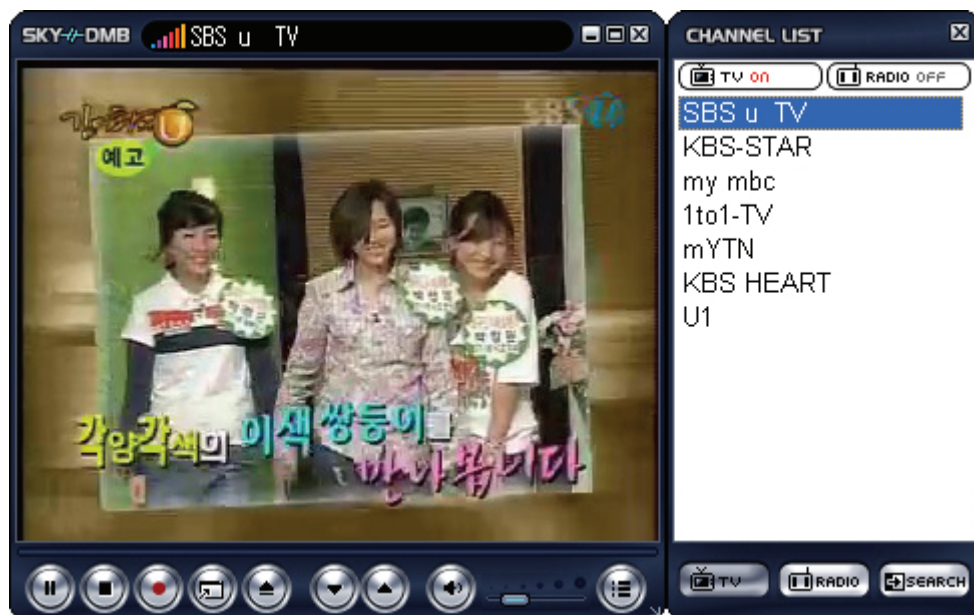 SKY DMB SBS u TV
CHANNEL LIST
TV ON RADIO OFF
SBS u TV
KBS-STAR
my mbc
1to1-TV
mYTN
KBS HEART
U1
SBS
예고
각양각색의 이색 쌍둥이를
만나 봅니다
TV RADIO SEARCH